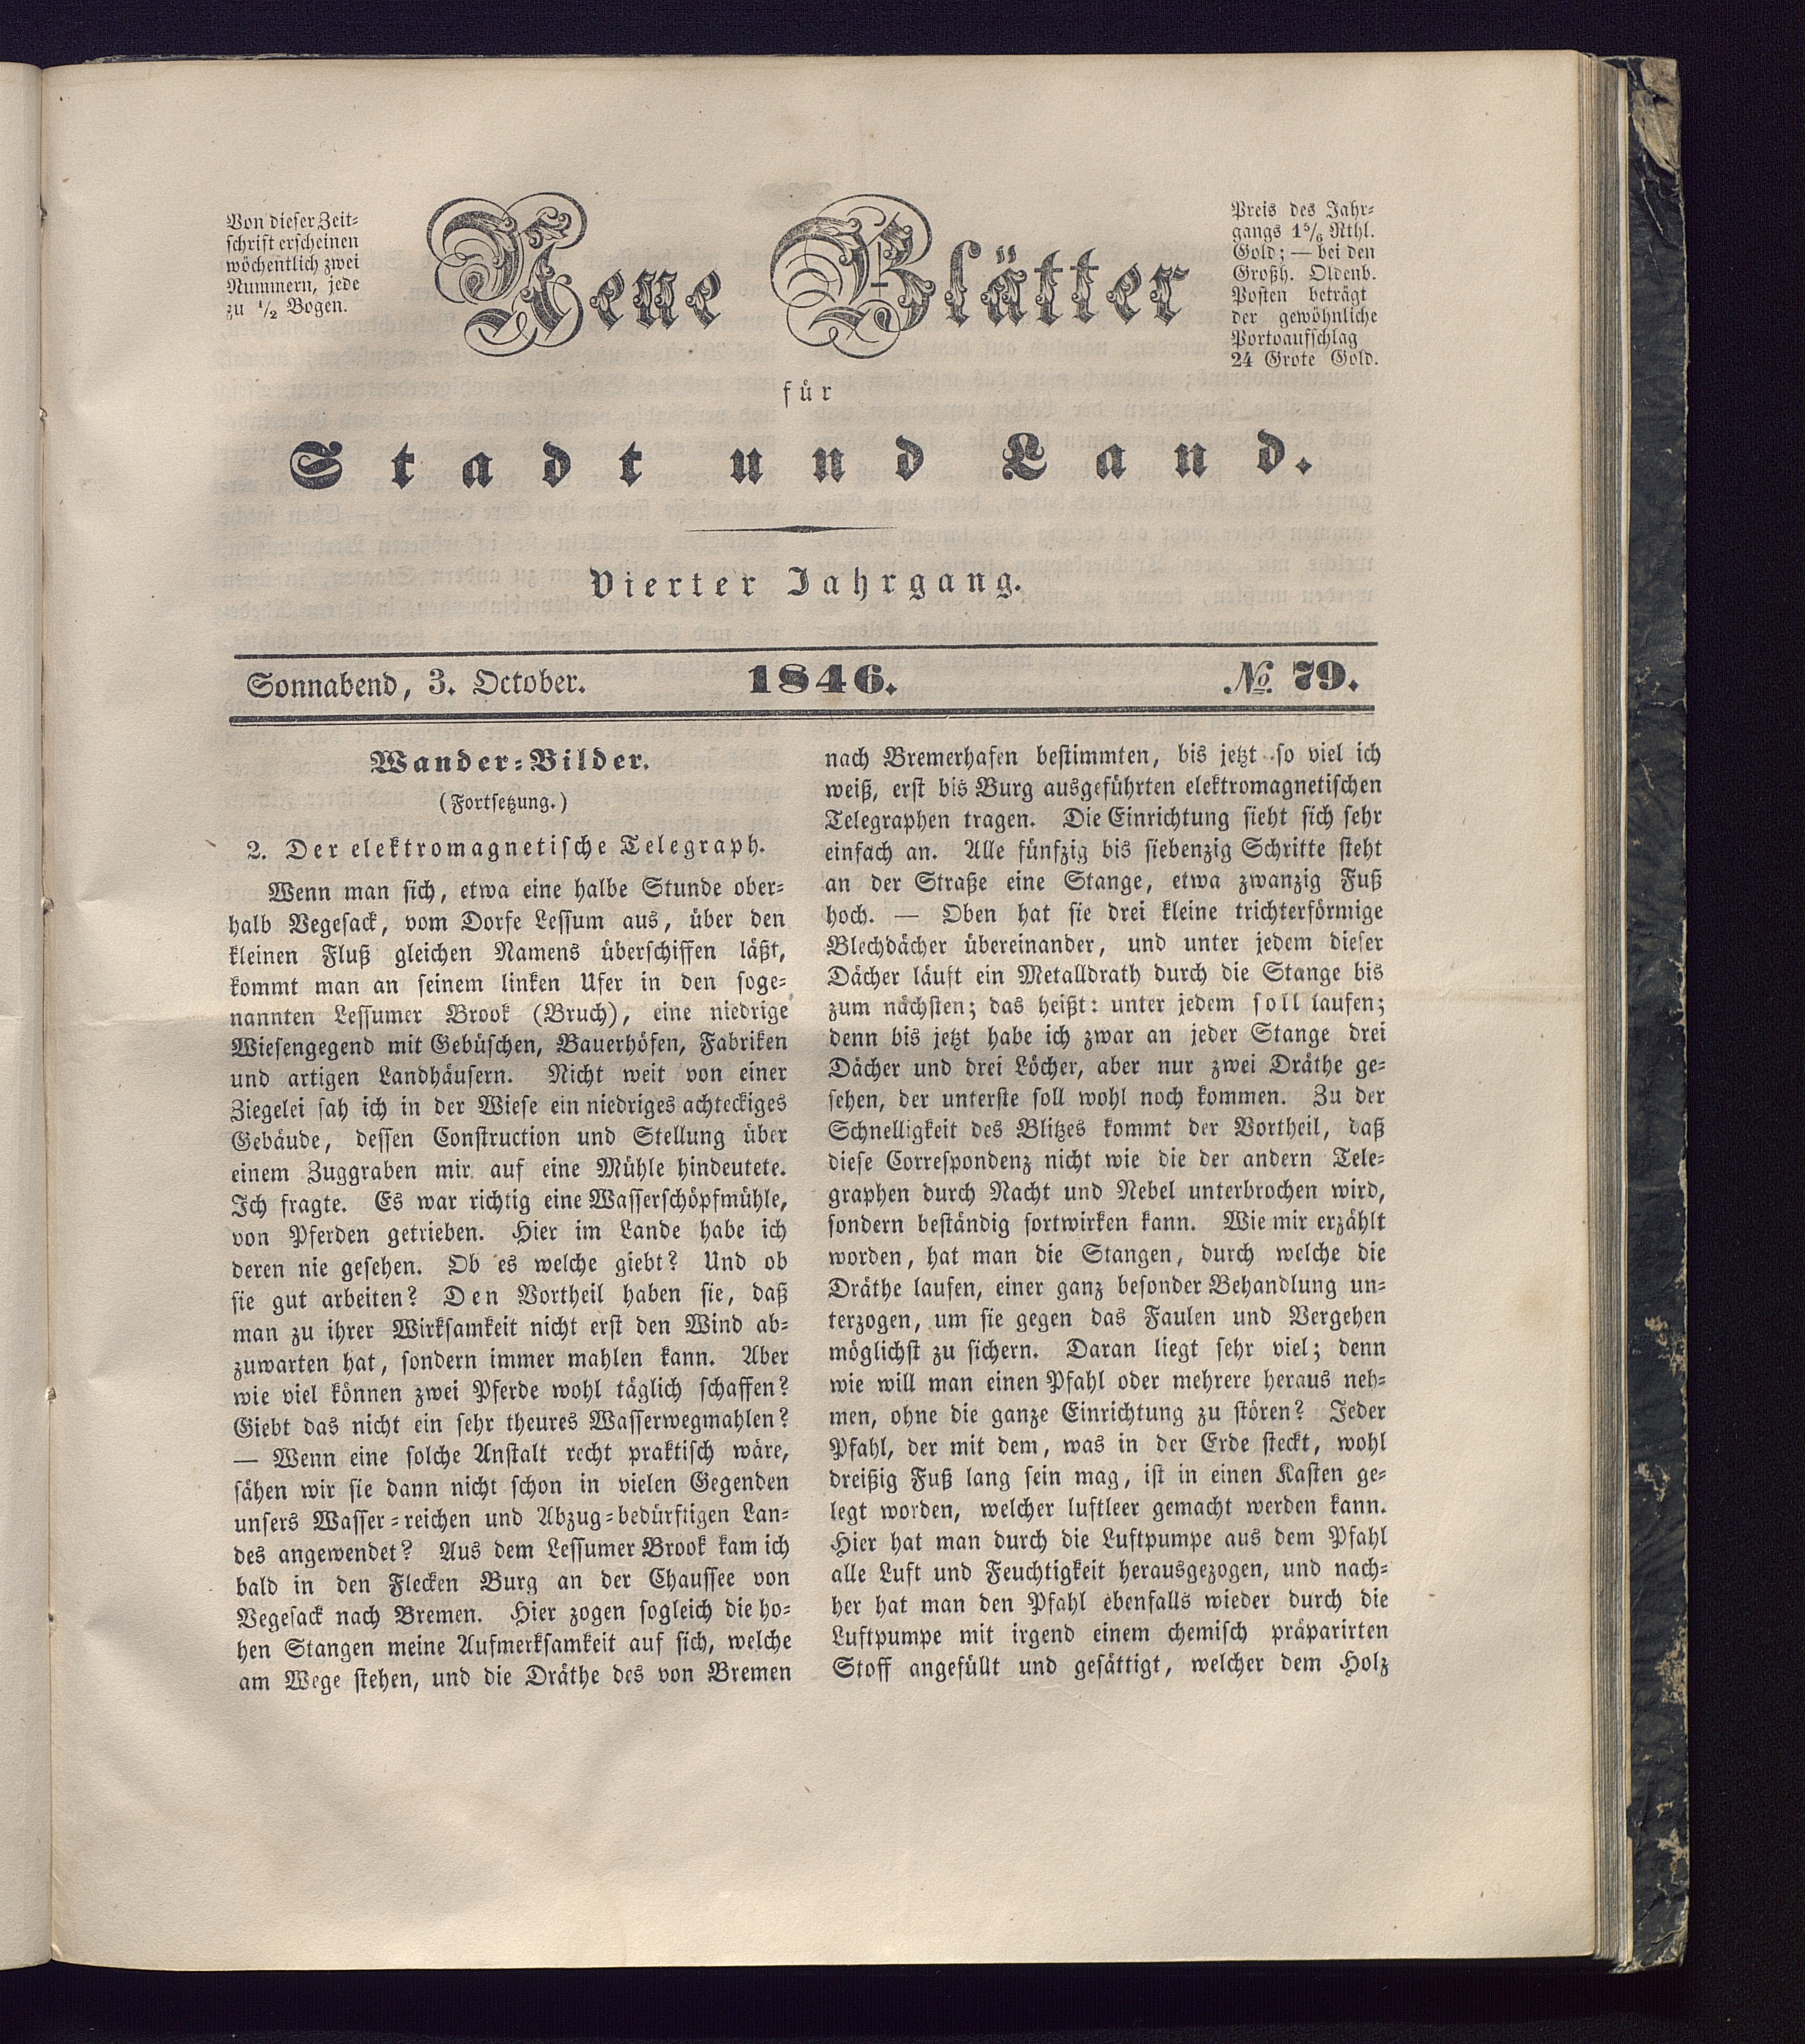 Von dieser Zeit-
schrift erscheinen
wöchentlich zwei
Nummern, jede
zu 1/2 Bogen.
Neue Blätter
Preis des Jahr-
gangs 1 5/6 Rthl.
Gold; — bei den
Großh. Oldenb.
Posten beträgt
der gewöhnliche
Portoaufschlag
24 Grote Gold.
für
Stadt und Land.
Vierter Jahrgang.
Sonnabend, 3. October. 1846. No. 79.
Wander-Bilder.
(Fortsetzung.)
2. Der elektromagnetische Telegraph.
Wenn man sich, etwa eine halbe Stunde ober-
halb Vegesack, vom Dorfe Lessum aus, über den
kleinen Fluß gleichen Namens überschiffen läßt,
kommt man an seinem linken Ufer in den soge-
nannten Lessumer Brook (Bruch), eine niedrige
Wiesengegend mit Gebüschen, Bauerhöfen, Fabriken
und artigen Landhäusern. Nicht weit von einer
Ziegelei sah ich in der Wiese ein niedriges achteckiges
Gebäude, dessen Construction und Stellung über
einem Zuggraben mir auf eine Mühle hindeutete.
Ich fragte. Es war richtig eine Wasserschöpfmühle,
von Pferden getrieben. Hier im Lande habe ich
deren nie gesehen. Ob es welche giebt? Und ob
sie gut arbeiten? Den Vortheil haben sie, daß
man zu ihrer Wirksamkeit nicht erst den Wind ab-
zuwarten hat, sondern immer mahlen kann. Aber
wie viel können zwei Pferde wohl täglich schaffen?
Giebt das nicht ein sehr theures Wasserwegmahlen?
— Wenn eine solche Anstalt recht praktisch wäre,
sähen wir sie dann nicht schon in vielen Gegenden
unsers Wasser-reichen und Abzug-bedürftigen Lan-
des angewendet? Aus dem Lessumer Brook kam ich
bald in den Flecken Burg an der Chaussee von
Vegesack nach Bremen. Hier zogen sogleich die ho-
hen Stangen meine Aufmerksamkeit auf sich, welche
am Wege stehen, und die Dräthe des von Bremen
nach Bremerhafen bestimmten, bis jetzt so viel ich
weiß, erst bis Burg ausgeführten elektromagnetischen
Telegraphen tragen. Die Einrichtung sieht sich sehr
einfach an. Alle fünfzig bis siebenzig Schritte steht
an der Straße eine Stange, etwa zwanzig Fuß
hoch. — Oben hat sie drei kleine trichterförmige
Blechdächer übereinander, und unter jedem dieser
Dächer läuft ein Metalldrath durch die Stange bis
zum nächsten; das heißt: unter jedem soll laufen;
denn bis jetzt habe ich zwar an jeder Stange drei
Dächer und drei Löcher, aber nur zwei Dräthe ge-
sehen, der unterste soll wohl noch kommen. Zu der
Schnelligkeit des Blitzes kommt der Vortheil, daß
diese Correspondenz nicht wie die der andern Tele-
graphen durch Nacht und Nebel unterbrochen wird,
sondern beständig fortwirken kann. Wie mir erzählt
worden, hat man die Stangen, durch welche die
Dräthe laufen, einer ganz besonder Behandlung un-
terzogen, um sie gegen das Faulen und Vergehen
möglichst zu sichern. Daran liegt sehr viel; denn
wie will man einen Pfahl oder mehrere heraus neh-
men, ohne die ganze Einrichtung zu stören? Jeder
Pfahl, der mit dem, was in der Erde steckt, wohl
dreißig Fuß lang sein mag, ist in einen Kasten ge-
legt worden, welcher luftleer gemacht werden kann.
Hier hat man durch die Luftpumpe aus dem Pfahl
alle Luft und Feuchtigkeit herausgezogen, und nach-
her hat man den Pfahl ebenfalls wieder durch die
Luftpumpe mit irgend einem chemisch präparirten
Stoff angefüllt und gesättigt, welcher dem Holz